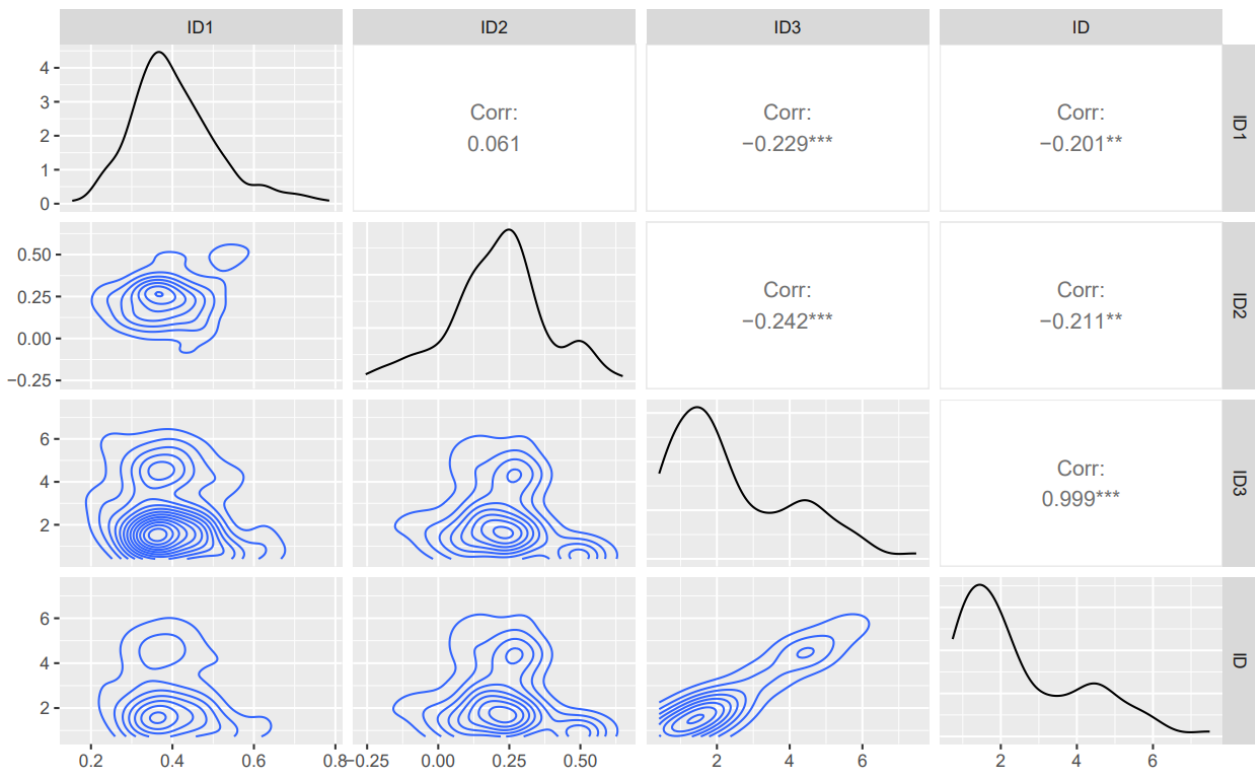 ID1 ID2 ID3 ID
4
3
2
1
0
Corr:
0.061
Corr:
−0.229***
Corr:
−0.201**
ID1
0.50
0.25
0.00
−0.25
Corr:
−0.242***
Corr:
−0.211**
ID2
6
4
2
Corr:
0.999***
ID3
6
4
2
ID
0.2 0.4 0.6 0.8 −0.25 0.00 0.25 0.50 2 4 6 2 4 6